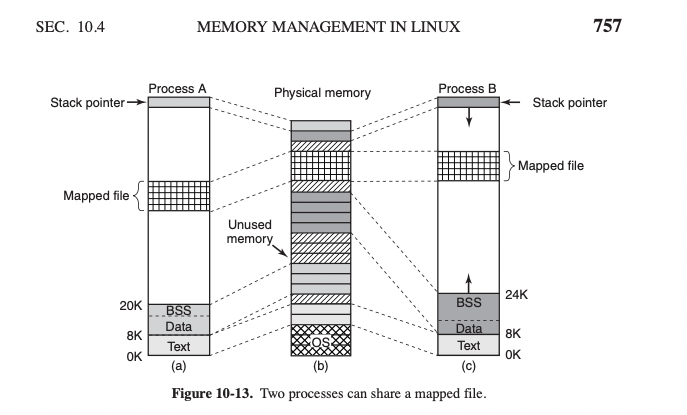 SEC. 10.4 MEMORY MANAGEMENT IN LINUX 757
Process A Physical memory Process B
Stack pointer Stack pointer
Mapped file Mapped file
Unused
memory
20K BSS BSS 24K
8K Data Data 8K
0K Text OS Text 0K
(a) (b) (c)
Figure 10-13. Two processes can share a mapped file.